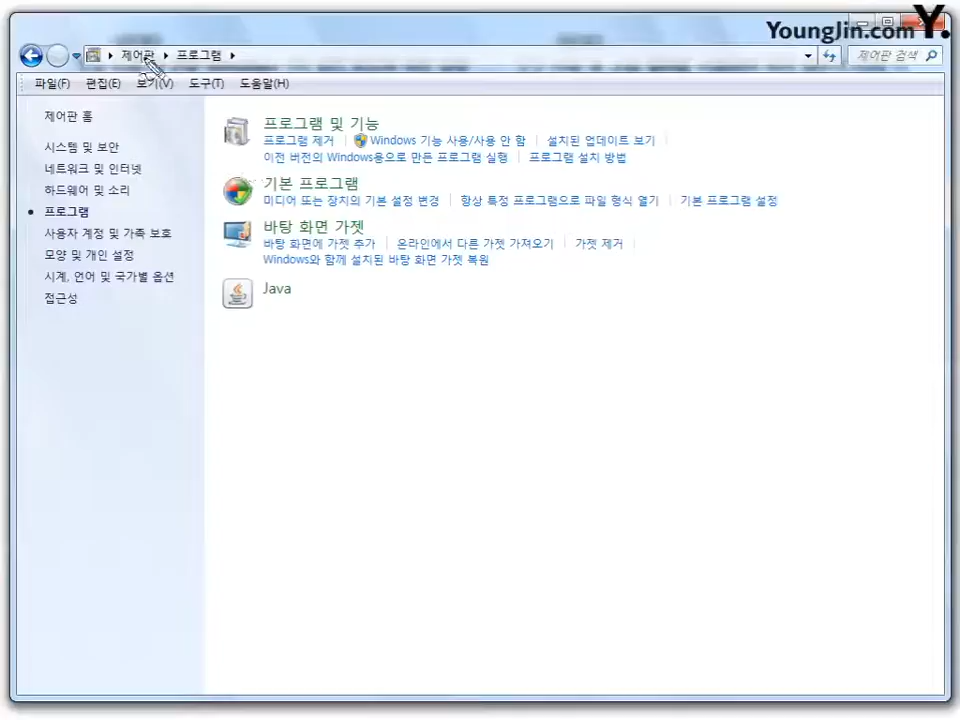 YoungJin.com Y.
제어판 프로그램
제어판 검색
파일(F) 편집(E) 보기(V) 도구(T) 도움말(H)
제어판 홈
시스템 및 보안
네트워크 및 인터넷
하드웨어 및 소리
프로그램
사용자 계정 및 가족 보호
모양 및 개인 설정
시계, 언어 및 국가별 옵션
접근성
프로그램 및 기능
프로그램 제거 Windows 기능 사용/사용 안 함 설치된 업데이트 보기
이전 버전의 Windows용으로 만든 프로그램 실행 프로그램 설치 방법
기본 프로그램
미디어 또는 장치의 기본 설정 변경 항상 특정 프로그램으로 파일 형식 열기 기본 프로그램 설정
바탕 화면 가젯
바탕 화면에 가젯 추가 온라인에서 다른 가젯 가져오기 가젯 제거
Windows와 함께 설치된 바탕 화면 가젯 복원
Java